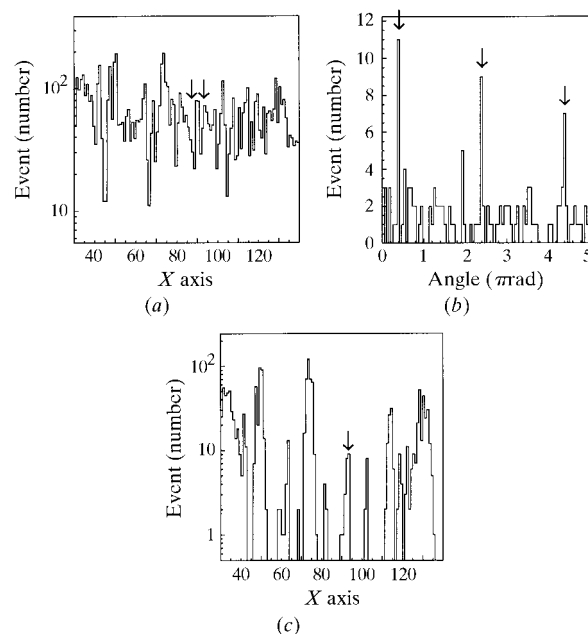 10²
10
Event (number)
40 60 80 100 120
X axis
(a)
12
10
8
6
4
2
0
Event (number)
0 1 2 3 4 5
Angle (πrad)
(b)
10²
10
1
Event (number)
40 60 80 100 120
X axis
(c)